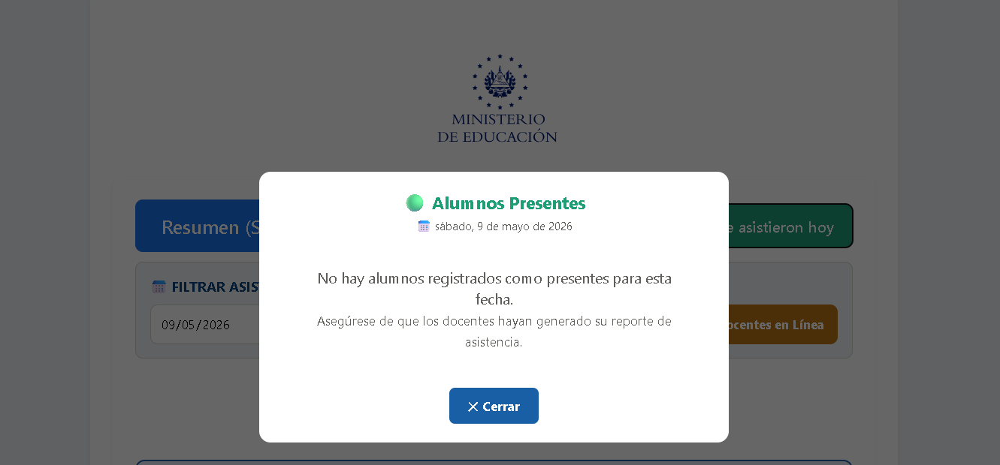 MINISTERIO
DE EDUCACIÓN
Alumnos Presentes
sábado, 9 de mayo de 2026
Resumen (S
e asistieron hoy
No hay alumnos registrados como presentes para esta
fecha.
FILTRAR ASIS
Asegúrese de que los docentes hayan generado su reporte de
asistencia.
09/05/2026
ocentes en Línea
Cerrar